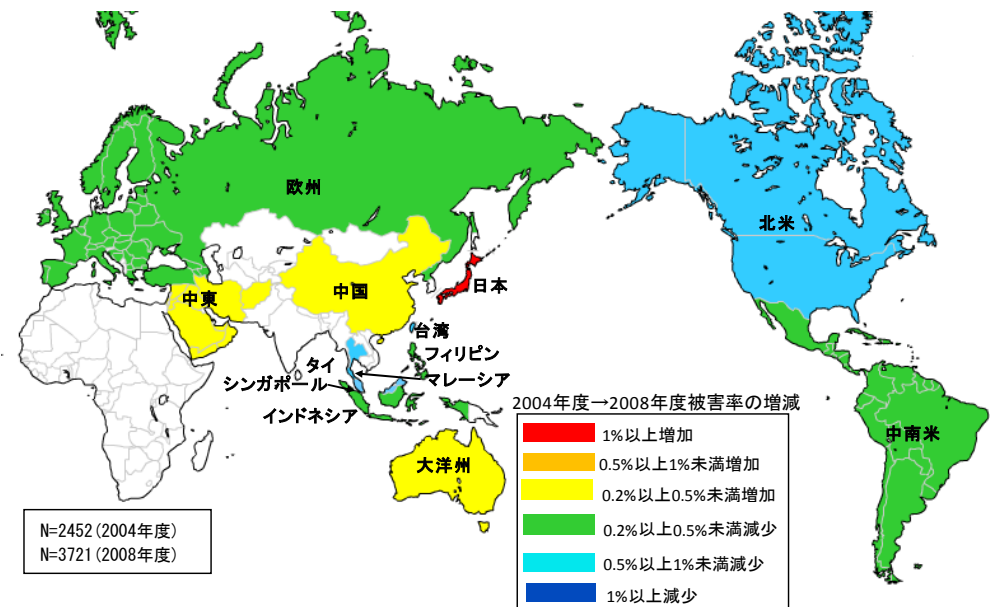 欧州
北米
中東
中国
日本
台湾
フィリピン
タイ
マレーシア
シンガポール
インドネシア
大洋州
中南米
2004年度→2008年度被害率の増減
1%以上増加
0.5%以上1%未満増加
0.2%以上0.5%未満増加
0.2%以上0.5%未満減少
0.5%以上1%未満減少
1%以上減少
N=2452(2004年度)
N=3721(2008年度)